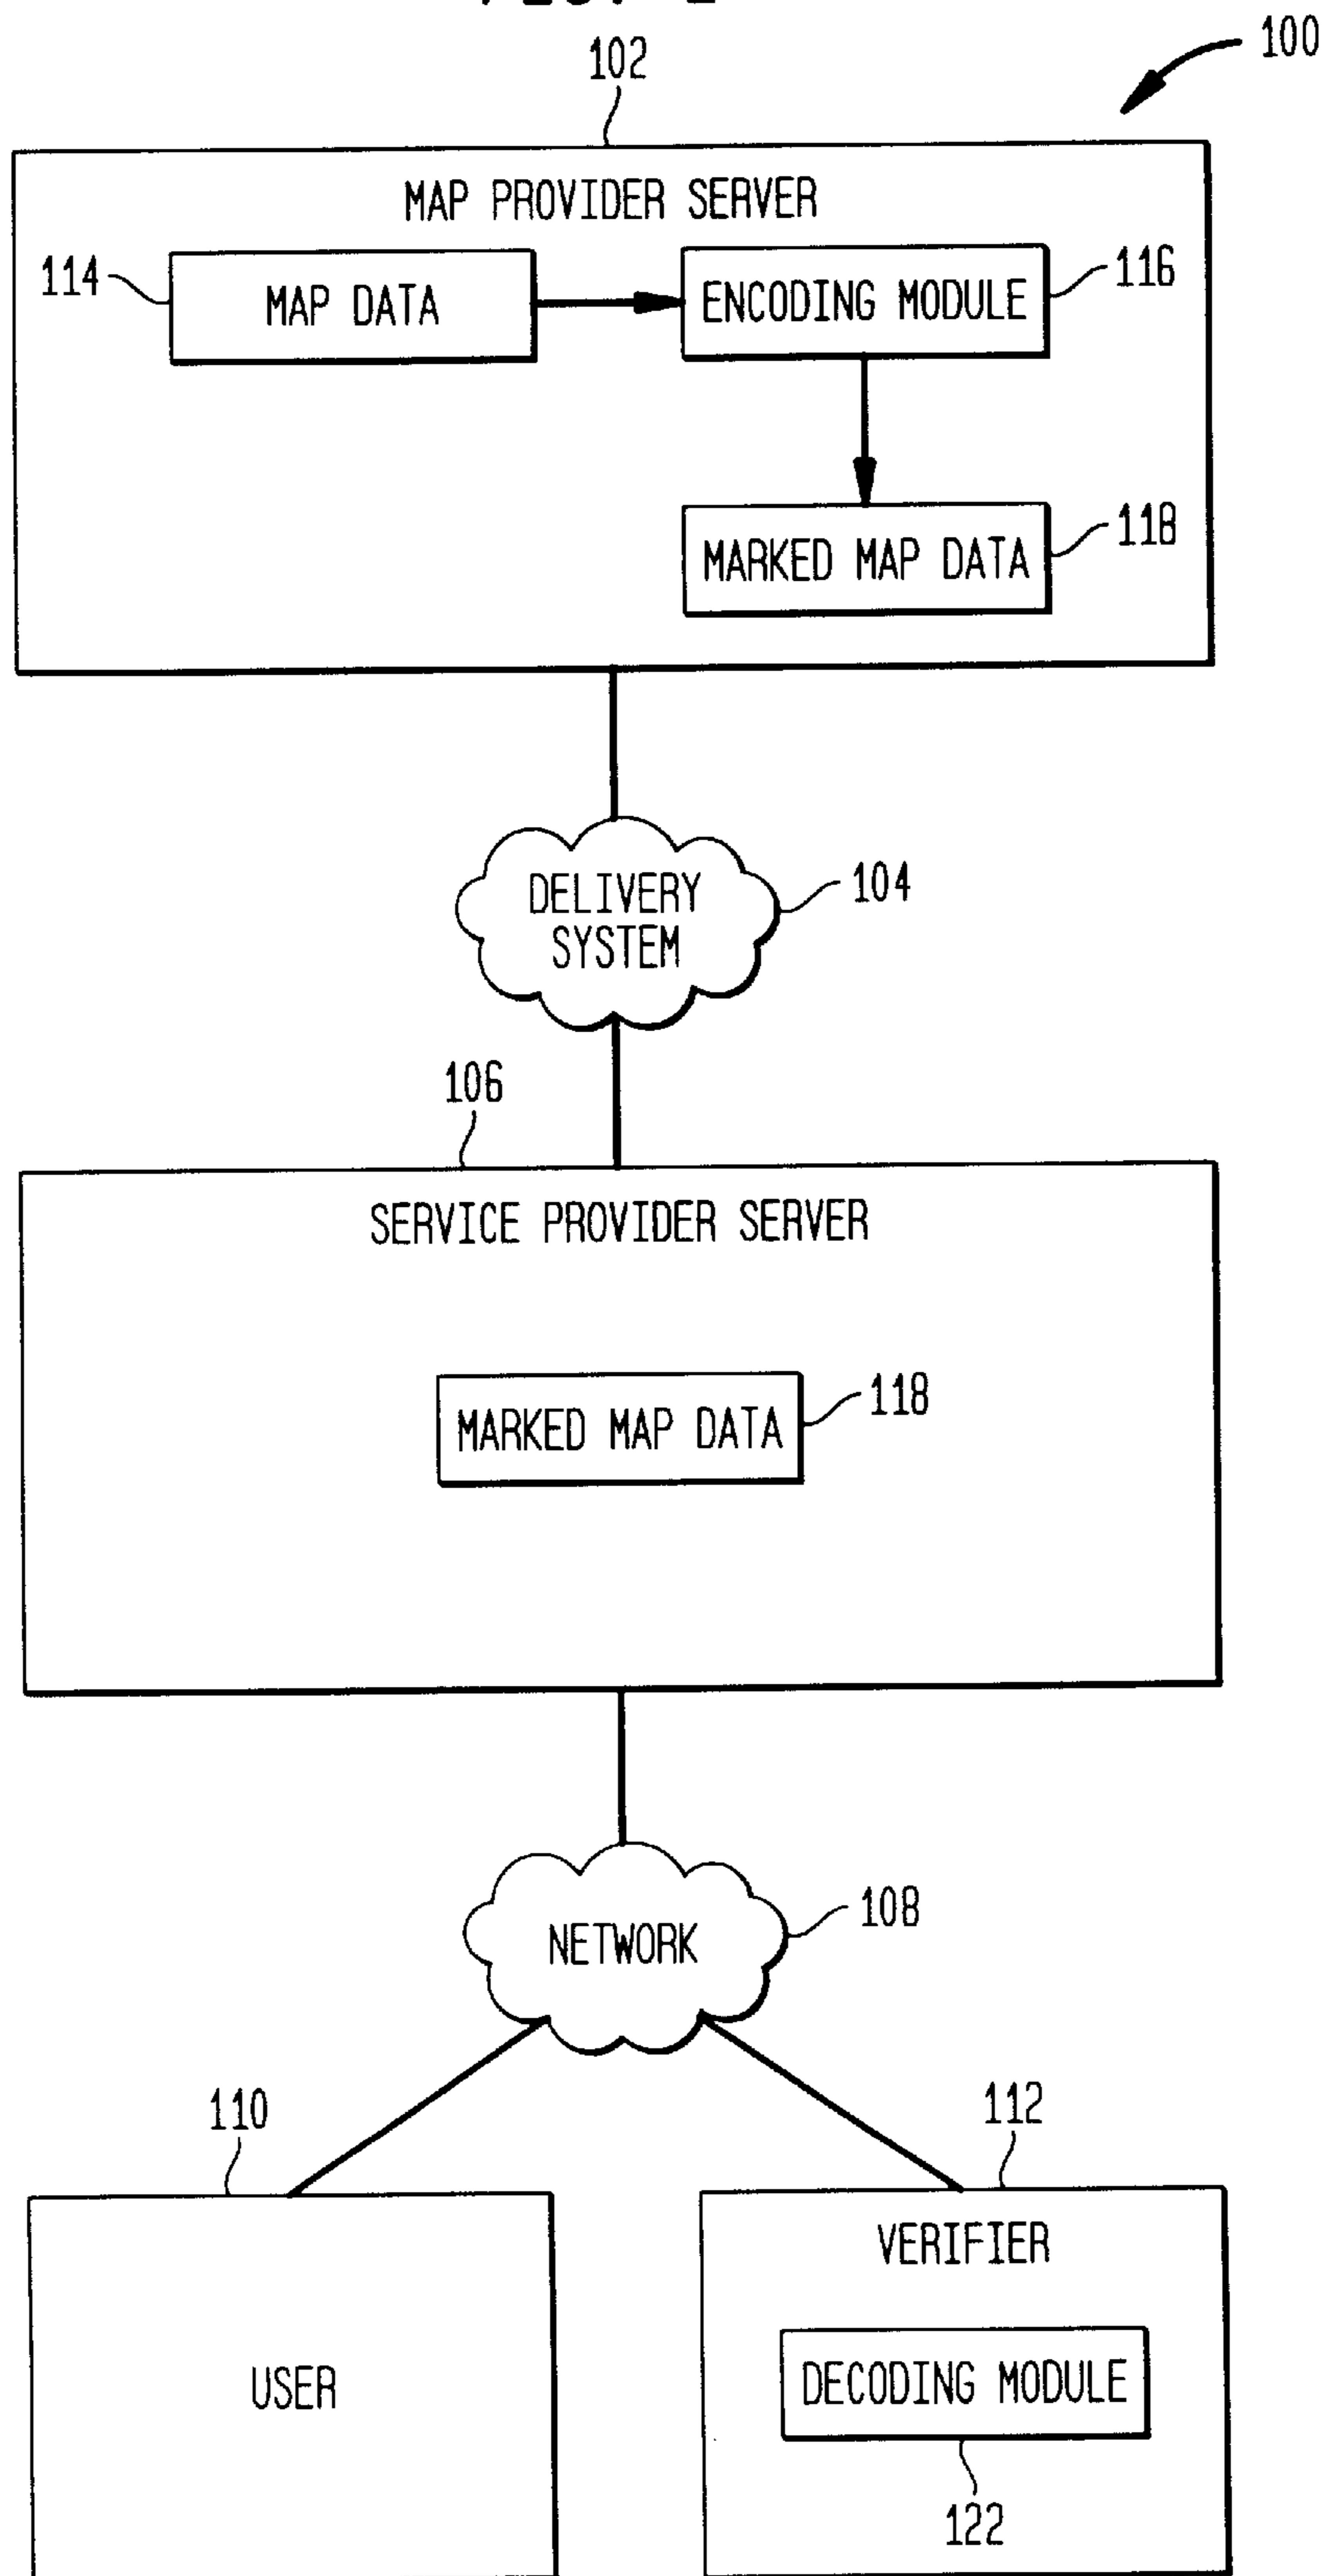 100
102
MAP PROVIDER SERVER
114
MAP DATA
ENCODING MODULE
116
MARKED MAP DATA
118
DELIVERY
SYSTEM
104
106
SERVICE PROVIDER SERVER
MARKED MAP DATA
118
NETWORK
108
110
112
USER
VERIFIER
DECODING MODULE
122